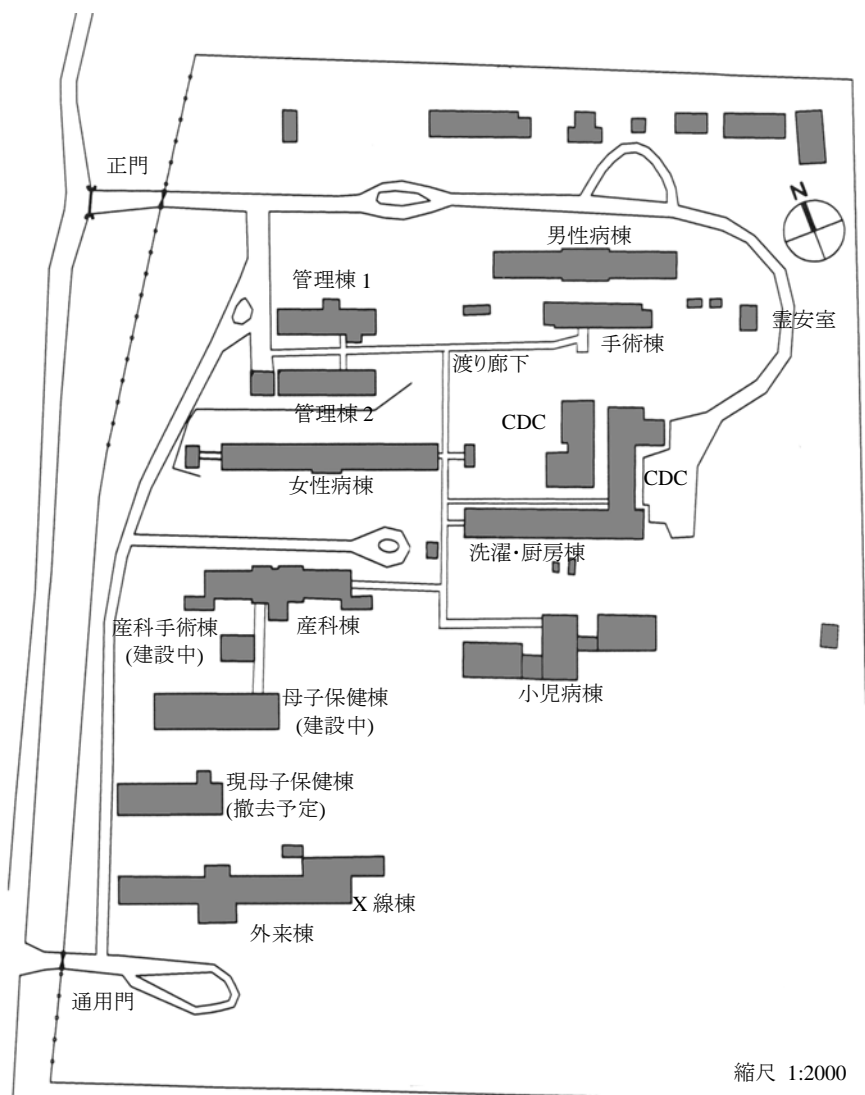 正門
N
男性病棟
管理棟 1
霊安室
手術棟
渡り廊下
管理棟 2
CDC
CDC
女性病棟
洗濯・厨房棟
産科手術棟
(建設中)
産科棟
小児病棟
母子保健棟
(建設中)
現母子保健棟
(撤去予定)
X 線棟
外来棟
通用門
縮尺 1:2000